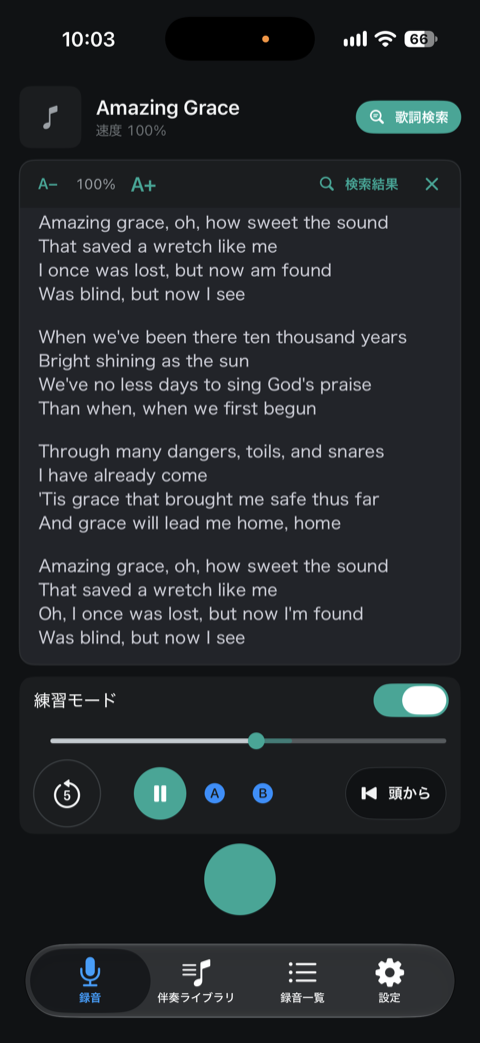 10:03
66
Amazing Grace
速度 100%
歌詞検索
A− 100% A+ 検索結果
Amazing grace, oh, how sweet the sound
That saved a wretch like me
I once was lost, but now am found
Was blind, but now I see
When we've been there ten thousand years
Bright shining as the sun
We've no less days to sing God's praise
Than when, when we first begun
Through many dangers, toils, and snares
I have already come
'Tis grace that brought me safe thus far
And grace will lead me home, home
Amazing grace, oh, how sweet the sound
That saved a wretch like me
Oh, I once was lost, but now I'm found
Was blind, but now I see
練習モード
5 A B 頭から
録音 伴奏ライブラリ 録音一覧 設定